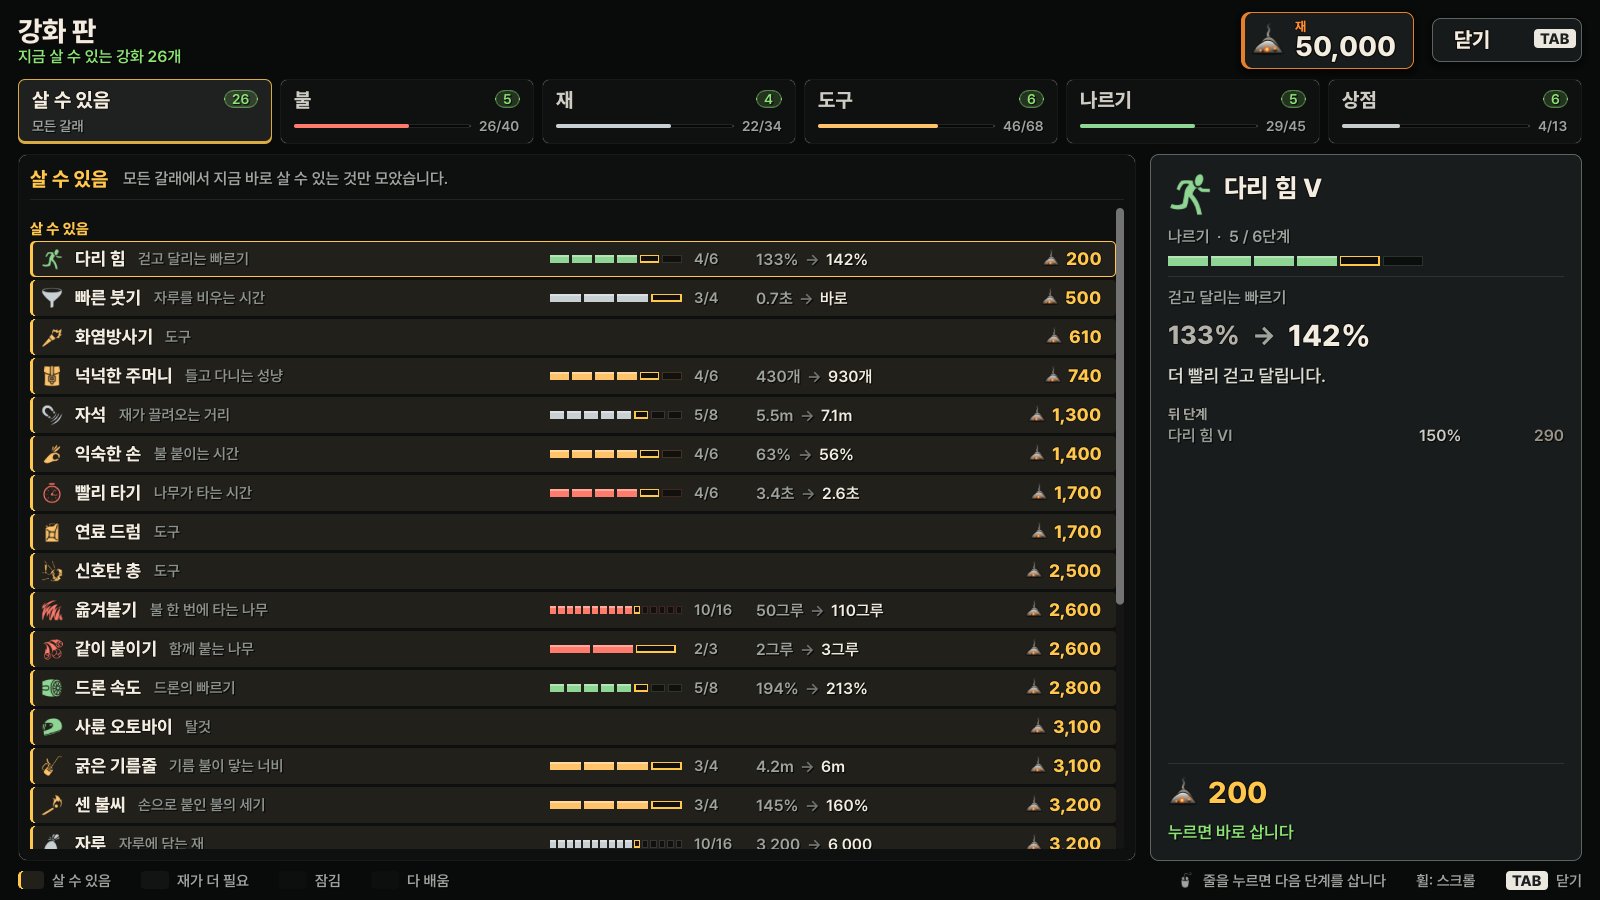 강화 판
지금 살 수 있는 강화 26개
재
50,000
닫기 TAB
살 수 있음 26
모든 갈래
불 5
26/40
재 4
22/34
도구 6
46/68
나르기 5
29/45
상점 6
4/13
살 수 있음 모든 갈래에서 지금 바로 살 수 있는 것만 모았습니다.
살 수 있음
다리 힘 걷고 달리는 빠르기 4/6 133% → 142% 200
빠른 붓기 자루를 비우는 시간 3/4 0.7초 → 바로 500
화염방사기 도구 610
넉넉한 주머니 들고 다니는 성냥 4/6 430개 → 930개 740
자석 재가 끌려오는 거리 5/8 5.5m → 7.1m 1,300
익숙한 손 불 붙이는 시간 4/6 63% → 56% 1,400
빨리 타기 나무가 타는 시간 4/6 3.4초 → 2.6초 1,700
연료 드럼 도구 1,700
신호탄 총 도구 2,500
옮겨붙기 불 한 번에 타는 나무 10/16 50그루 → 110그루 2,600
같이 붙이기 함께 붙는 나무 2/3 2그루 → 3그루 2,600
드론 속도 드론의 빠르기 5/8 194% → 213% 2,800
사륜 오토바이 탈것 3,100
굵은 기름줄 기름 불이 닿는 너비 3/4 4.2m → 6m 3,100
센 불씨 손으로 붙인 불의 세기 3/4 145% → 160% 3,200
자루 자루에 담는 재 10/16 3,200 → 6,000 3,200
다리 힘 V
나르기 · 5 / 6단계
걷고 달리는 빠르기
133% → 142%
더 빨리 걷고 달립니다.
뒤 단계
다리 힘 VI 150% 290
200
누르면 바로 삽니다
살 수 있음 재가 더 필요 잠김 다 배움
줄을 누르면 다음 단계를 삽니다 휠: 스크롤 TAB 닫기